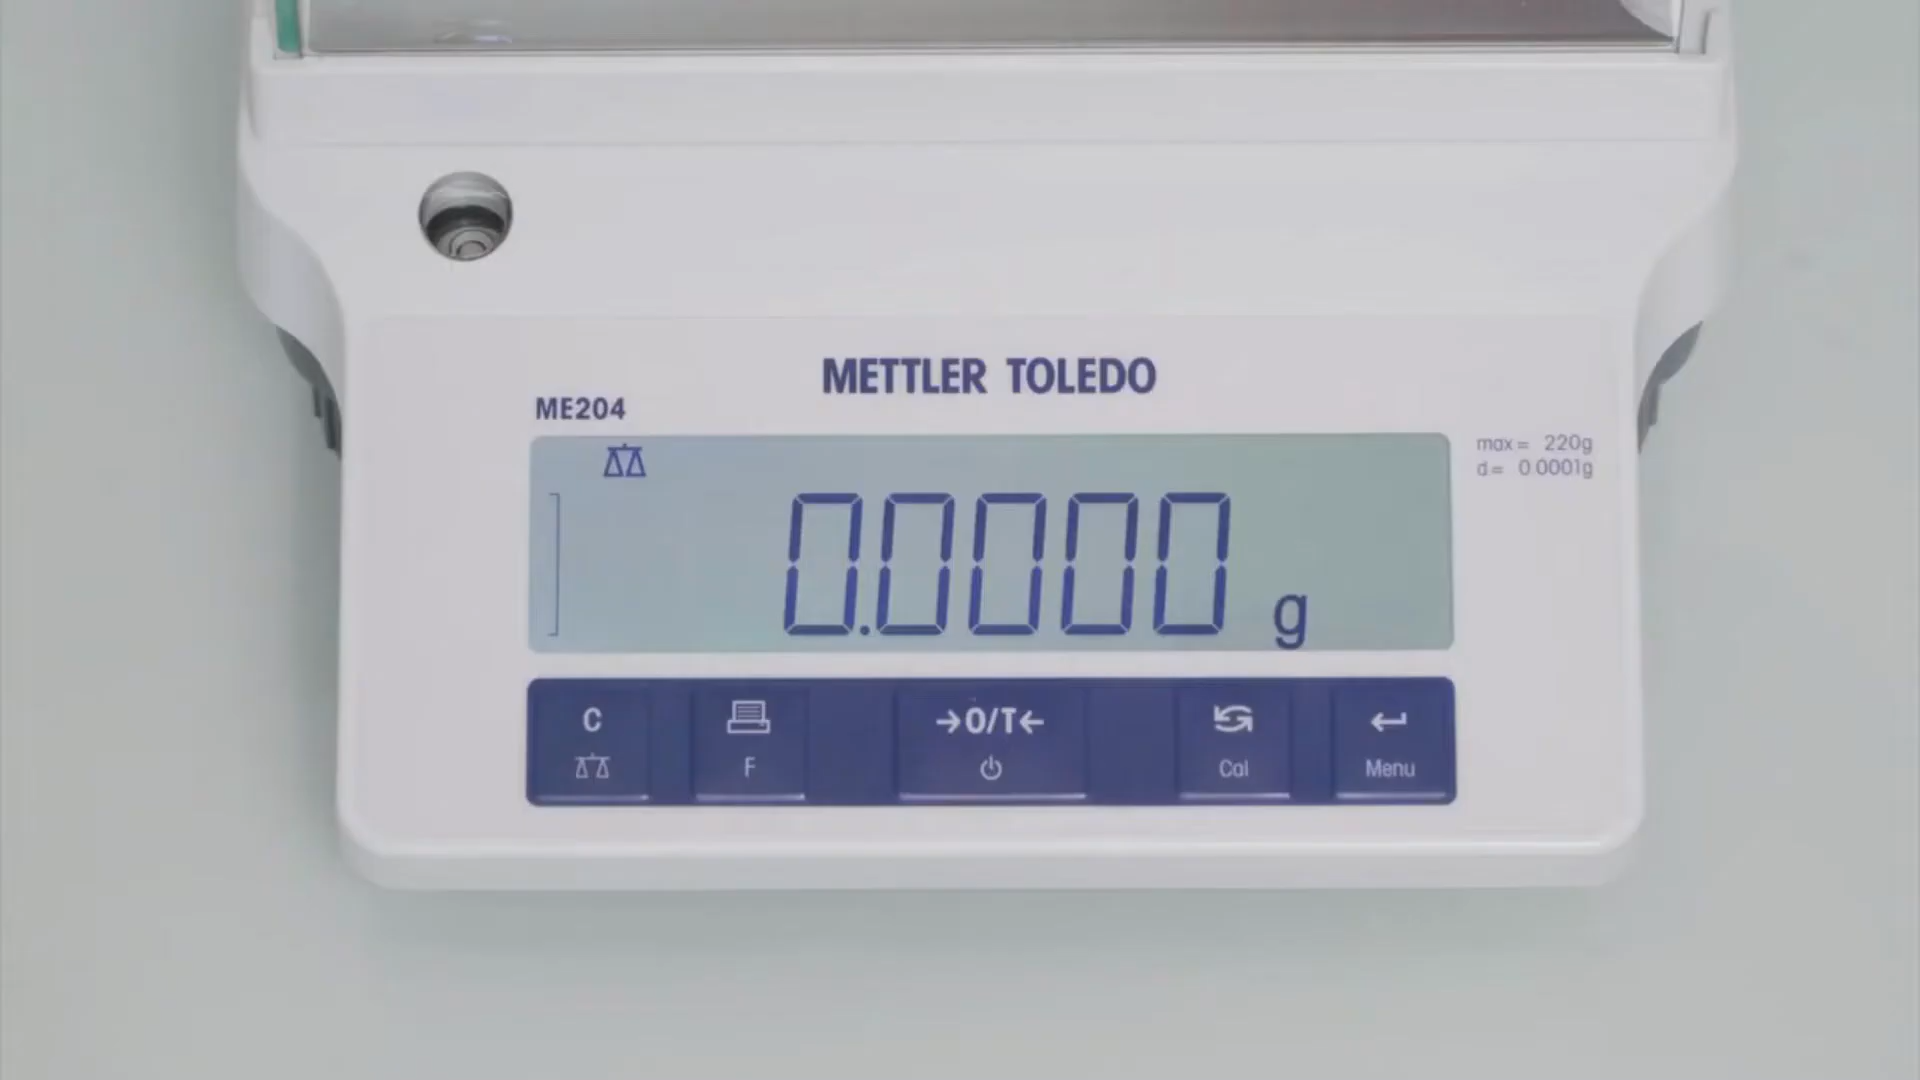 METTLER TOLEDO
ME204
max = 220g
d = 0.0001g
0.0000 g
C
F
→0/T←
Cal
Menu